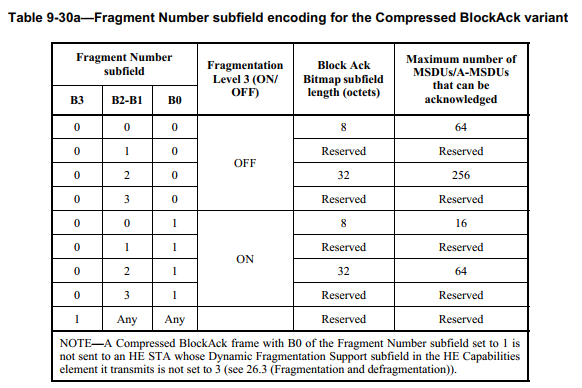 Table 9-30a—Fragment Number subfield encoding for the Compressed BlockAck variant
Fragment Number subfield | Fragmentation Level 3 (ON/OFF) | Block Ack Bitmap subfield length (octets) | Maximum number of MSDUs/A-MSDUs that can be acknowledged
B3 | B2-B1 | B0
0 | 0 | 0 | OFF | 8 | 64
0 | 1 | 0 | Reserved | Reserved
0 | 2 | 0 | 32 | 256
0 | 3 | 0 | Reserved | Reserved
0 | 0 | 1 | ON | 8 | 16
0 | 1 | 1 | Reserved | Reserved
0 | 2 | 1 | 32 | 64
0 | 3 | 1 | Reserved | Reserved
1 | Any | Any | | Reserved | Reserved
NOTE—A Compressed BlockAck frame with B0 of the Fragment Number subfield set to 1 is
not sent to an HE STA whose Dynamic Fragmentation Support subfield in the HE Capabilities
element it transmits is not set to 3 (see 26.3 (Fragmentation and defragmentation)).